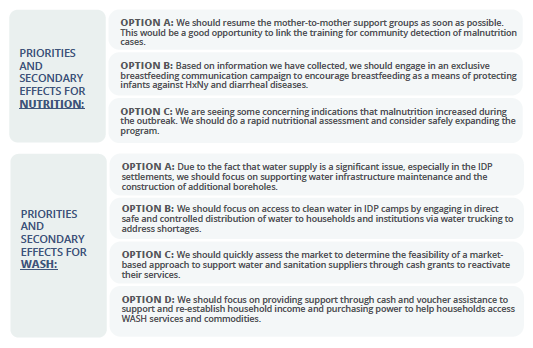 PRIORITIES
AND
SECONDARY
EFFECTS FOR
NUTRITION:
OPTION A: We should resume the mother-to-mother support groups as soon as possible.
This would be a good opportunity to link the training for community detection of malnutrition
cases.
OPTION B: Based on information we have collected, we should engage in an exclusive
breastfeeding communication campaign to encourage breastfeeding as a means of protecting
infants against HxNy and diarrheal diseases.
OPTION C: We are seeing some concerning indications that malnutrition increased during
the outbreak. We should do a rapid nutritional assessment and consider safely expanding the
program.
PRIORITIES
AND
SECONDARY
EFFECTS FOR
WASH:
OPTION A: Due to the fact that water supply is a significant issue, especially in the IDP
settlements, we should focus on supporting water infrastructure maintenance and the
construction of additional boreholes.
OPTION B: We should focus on access to clean water in IDP camps by engaging in direct
safe and controlled distribution of water to households and institutions via water trucking to
address shortages.
OPTION C: We should quickly assess the market to determine the feasibility of a market-
based approach to support water and sanitation suppliers through cash grants to reactivate
their services.
OPTION D: We should focus on providing support through cash and voucher assistance to
support and re-establish household income and purchasing power to help households access
WASH services and commodities.